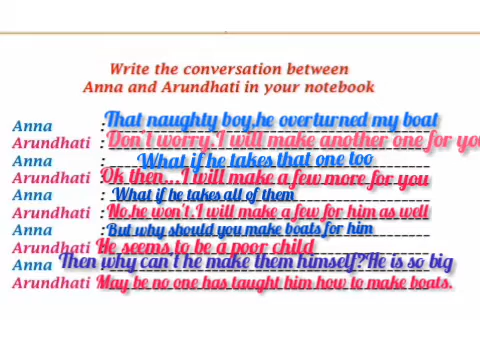 Write the conversation between
Anna and Arundhati in your notebook
Anna : That naughty boy,he overturned my boat
Arundhati : Don't worry.I will make another one for you
Anna : What if he takes that one too
Arundhati : Ok then...I will make a few more for you
Anna : What if he takes all of them
Arundhati : No,he won't.I will make a few for him as well
Anna : But why should you make boats for him
Arundhati He seems to be a poor child
Anna Then why can't he make them himself?He is so big
Arundhati May be no one has taught him how to make boats.